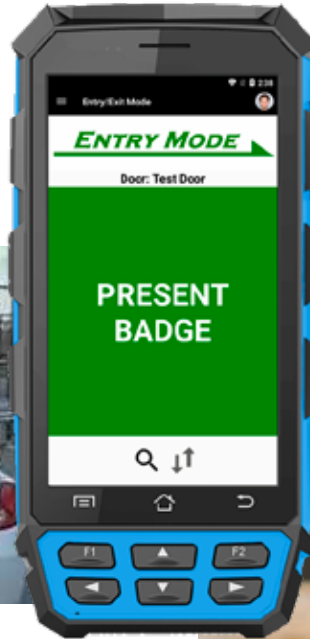 2:38
Entry/Exit Mode
ENTRY MODE
Door: Test Door
PRESENT
BADGE
F1
F2